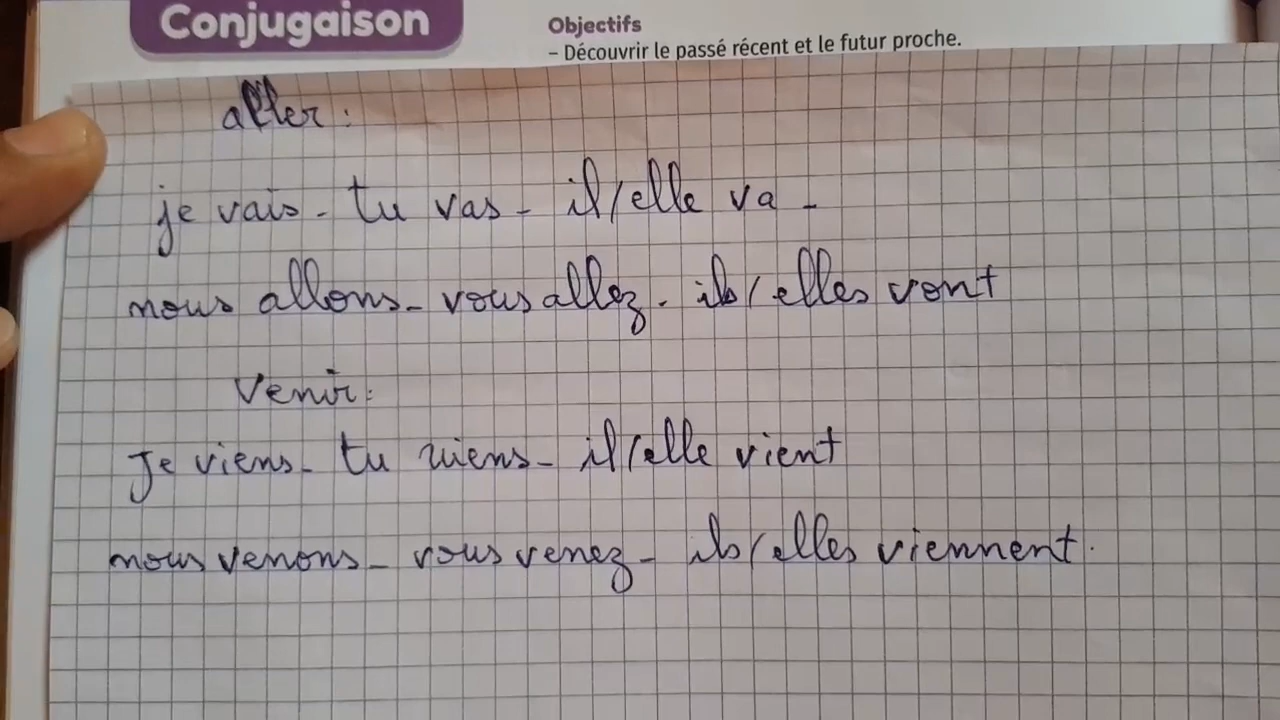 Conjugaison
Objectifs
– Découvrir le passé récent et le futur proche.
aller :
je vais - tu vas - il/elle va -
nous allons - vous allez - ils/elles vont
Venir :
Je viens - tu viens - il/elle vient
nous venons - vous venez - ils/elles viennent.